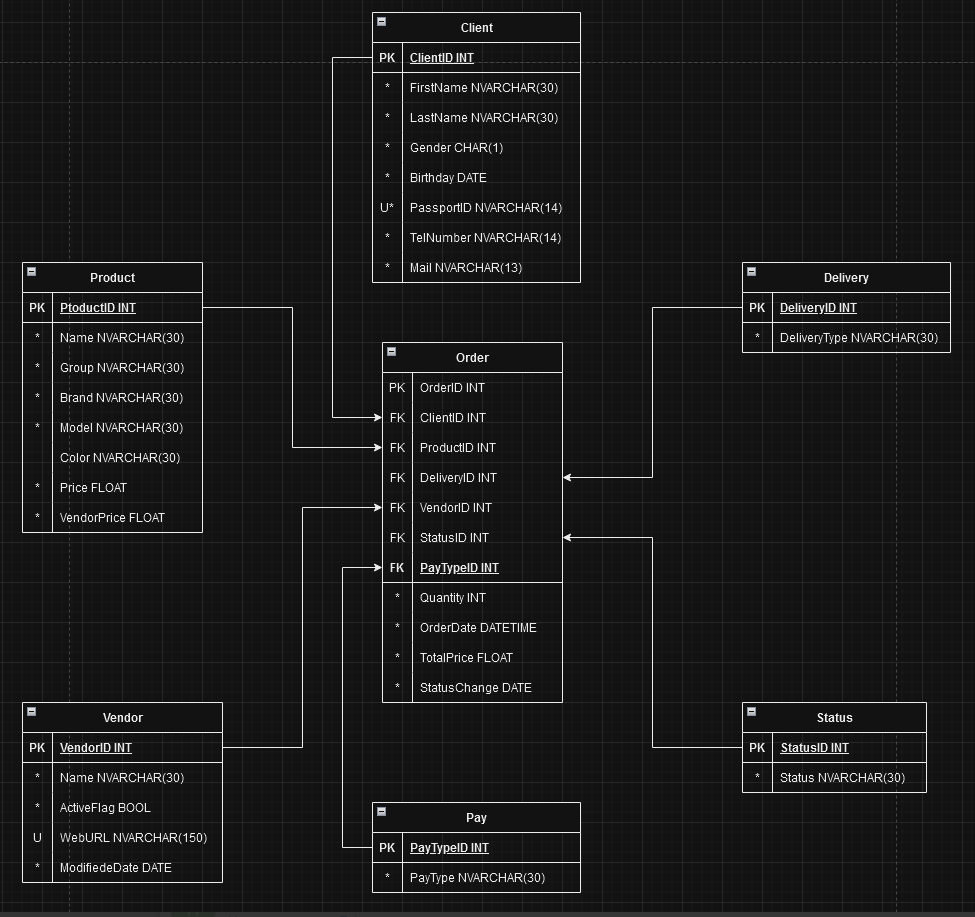 Client
PK ClientID INT
* FirstName NVARCHAR(30)
* LastName NVARCHAR(30)
* Gender CHAR(1)
* Birthday DATE
U* PassportID NVARCHAR(14)
* TelNumber NVARCHAR(14)
* Mail NVARCHAR(13)
Product
PK PtoductID INT
* Name NVARCHAR(30)
* Group NVARCHAR(30)
* Brand NVARCHAR(30)
* Model NVARCHAR(30)
Color NVARCHAR(30)
* Price FLOAT
* VendorPrice FLOAT
Delivery
PK DeliveryID INT
* DeliveryType NVARCHAR(30)
Order
PK OrderID INT
FK ClientID INT
FK ProductID INT
FK DeliveryID INT
FK VendorID INT
FK StatusID INT
FK PayTypeID INT
* Quantity INT
* OrderDate DATETIME
* TotalPrice FLOAT
* StatusChange DATE
Vendor
PK VendorID INT
* Name NVARCHAR(30)
* ActiveFlag BOOL
U WebURL NVARCHAR(150)
* ModifiedeDate DATE
Status
PK StatusID INT
* Status NVARCHAR(30)
Pay
PK PayTypeID INT
* PayType NVARCHAR(30)